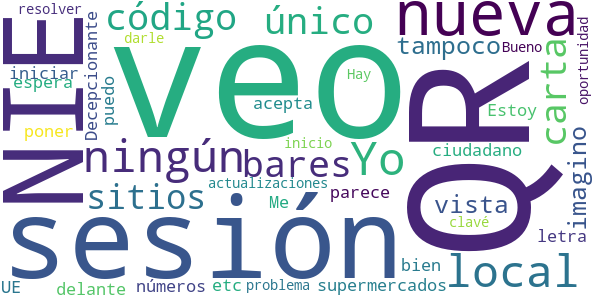 resolver
NIE
veo
código
único
nueva
darle
tampoco
Bueno
oportunidad
iniciar
espera
Decepcionante
puedo
Hay
QR
carta
acepta
Estoy
poner
ningún
inicio
bares
Yo
ciudadano
imagino
sitios
actualizaciones
parece
vista
Me
clavé
letra
sesión
local
bien
UE
delante
números
etc
problema
supermercados